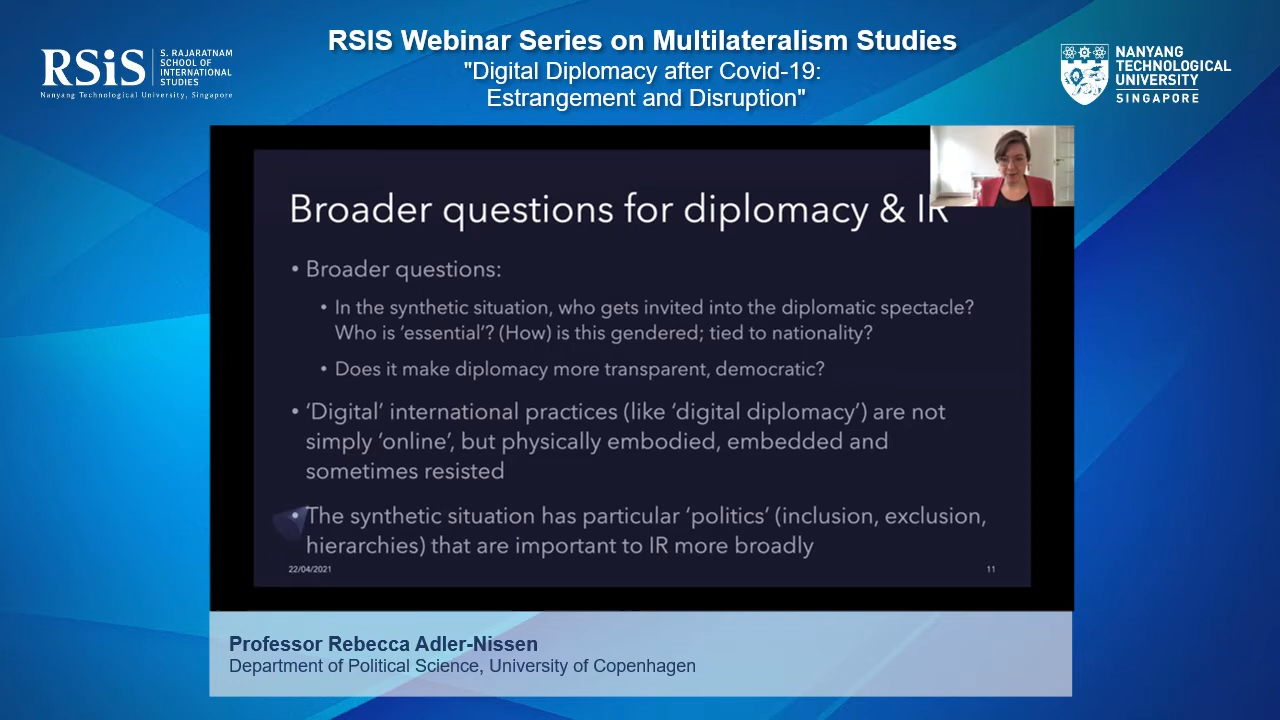 RSIS Webinar Series on Multilateralism Studies
"Digital Diplomacy after Covid-19:
Estrangement and Disruption"
RSiS
S. RAJARATNAM
SCHOOL OF
INTERNATIONAL
STUDIES
Nanyang Technological University, Singapore
NANYANG
TECHNOLOGICAL
UNIVERSITY
SINGAPORE
Broader questions for diplomacy & IR
• Broader questions:
• In the synthetic situation, who gets invited into the diplomatic spectacle?
Who is ‘essential’? (How) is this gendered; tied to nationality?
• Does it make diplomacy more transparent, democratic?
• ‘Digital‘ international practices (like ‘digital diplomacy’) are not
simply ‘online’, but physically embodied, embedded and
sometimes resisted
• The synthetic situation has particular ‘politics‘ (inclusion, exclusion,
hierarchies) that are important to IR more broadly
22/04/2021
11
Professor Rebecca Adler-Nissen
Department of Political Science, University of Copenhagen